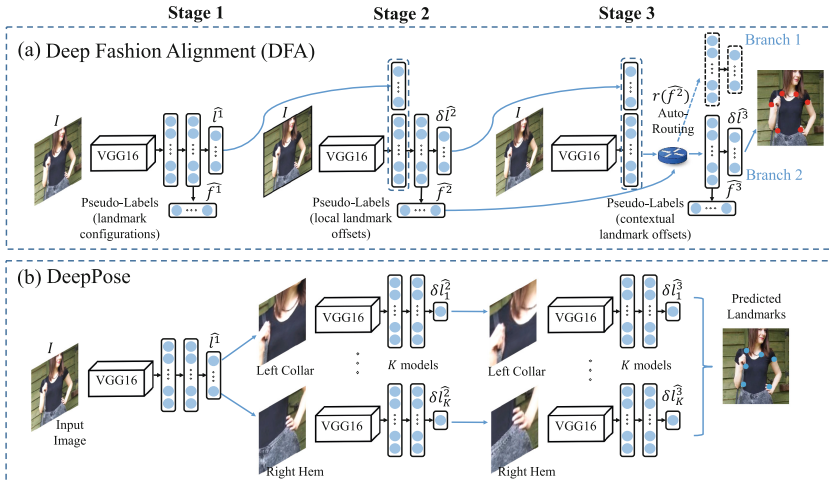 Stage 1
Stage 2
Stage 3
(a) Deep Fashion Alignment (DFA)
Branch 1
I
VGG16
l̂¹
f̂¹
Pseudo-Labels
(landmark
configurations)
I
VGG16
δl̂²
f̂²
Pseudo-Labels
(local landmark
offsets)
I
VGG16
r(f̂²)
Auto-
Routing
δl̂³
Branch 2
f̂³
Pseudo-Labels
(contextual
landmark offsets)
(b) DeepPose
I
VGG16
l̂¹
Input
Image
Left Collar
VGG16
δl̂₁²
K models
Left Collar
VGG16
δl̂₁³
K models
Predicted
Landmarks
Right Hem
VGG16
δl̂_K²
Right Hem
VGG16
δl̂_K³